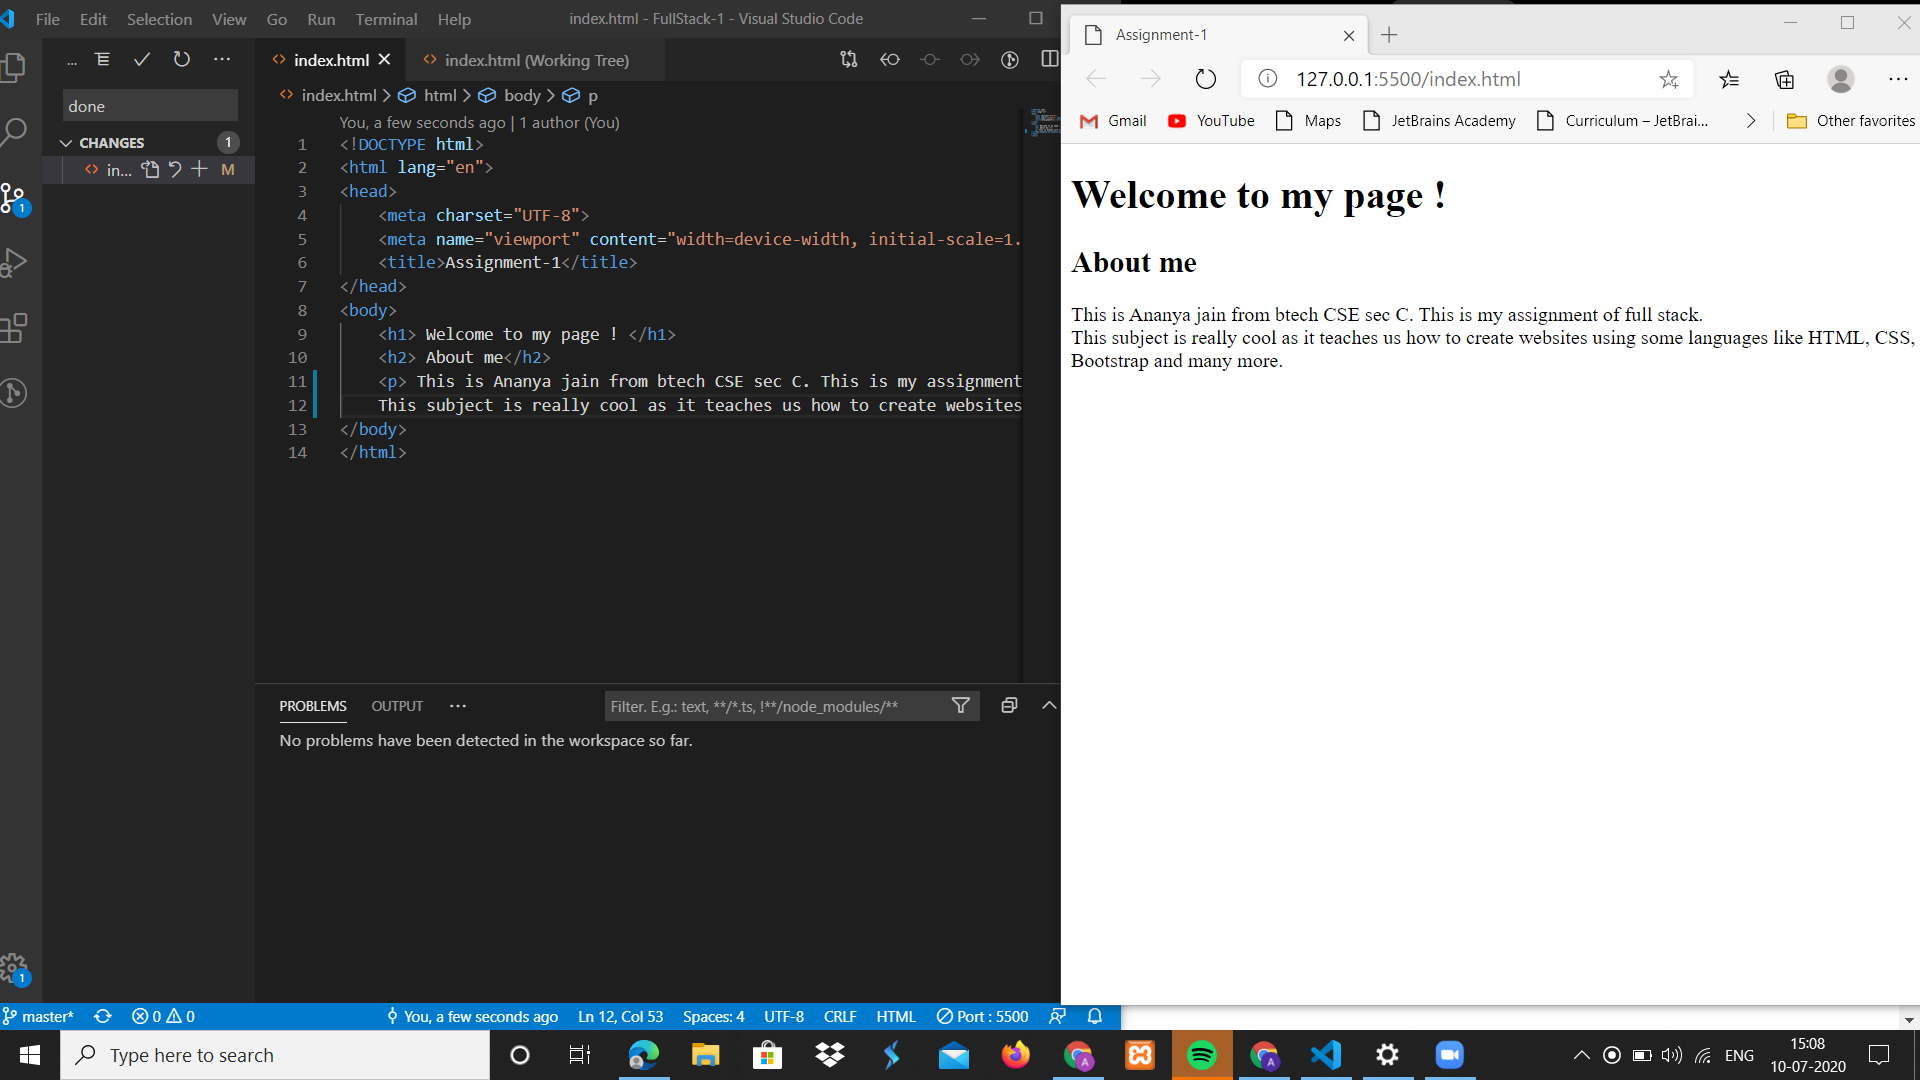 File Edit Selection View Go Run Terminal Help
index.html - FullStack-1 - Visual Studio Code
done
CHANGES 1
in... M
1
1
index.html
index.html (Working Tree)
index.html > html > body > p
You, a few seconds ago | 1 author (You)
1 <!DOCTYPE html>
2 <html lang="en">
3 <head>
4 <meta charset="UTF-8">
5 <meta name="viewport" content="width=device-width, initial-scale=1.
6 <title>Assignment-1</title>
7 </head>
8 <body>
9 <h1> Welcome to my page ! </h1>
10 <h2> About me</h2>
11 <p> This is Ananya jain from btech CSE sec C. This is my assignment
12 This subject is really cool as it teaches us how to create websites
13 </body>
14 </html>
PROBLEMS OUTPUT ...
Filter. E.g.: text, **/*.ts, !**/node_modules/**
No problems have been detected in the workspace so far.
master* 0 0 You, a few seconds ago Ln 12, Col 53 Spaces: 4 UTF-8 CRLF HTML Port : 5500
Assignment-1
127.0.0.1:5500/index.html
Gmail YouTube Maps JetBrains Academy Curriculum – JetBrai... Other favorites
Welcome to my page !
About me
This is Ananya jain from btech CSE sec C. This is my assignment of full stack.
This subject is really cool as it teaches us how to create websites using some languages like HTML, CSS,
Bootstrap and many more.
Type here to search
A
A
ENG
15:08
10-07-2020